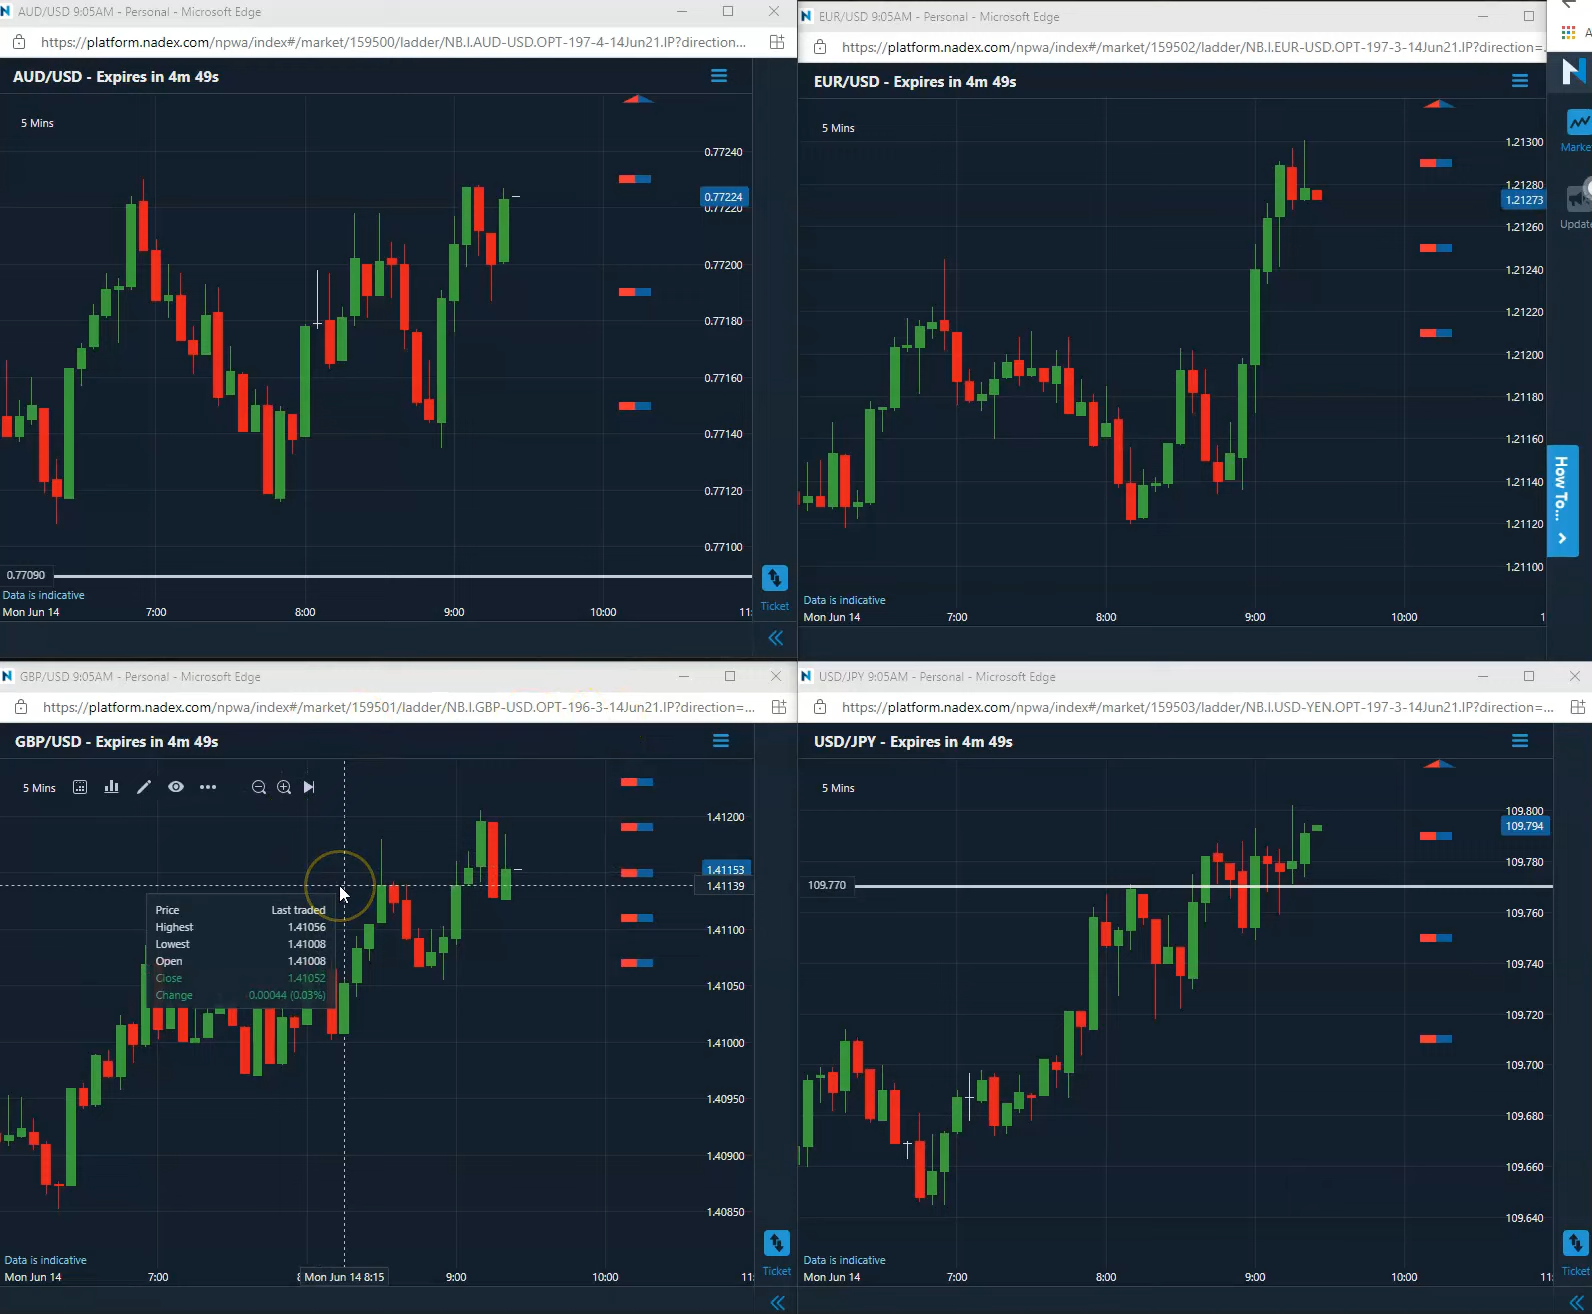 AUD/USD 9:05AM - Personal - Microsoft Edge
https://platform.nadex.com/npwa/index#/market/159500/ladder/NB.I.AUD-USD.OPT-197-4-14Jun21.IP?direction...
AUD/USD - Expires in 4m 49s
5 Mins
0.77240
0.77224
0.77220
0.77200
0.77180
0.77160
0.77140
0.77120
0.77100
0.77090
Data is indicative
Mon Jun 14
7:00
8:00
9:00
10:00
11:
Ticket
EUR/USD 9:05AM - Personal - Microsoft Edge
https://platform.nadex.com/npwa/index#/market/159502/ladder/NB.I.EUR-USD.OPT-197-3-14Jun21.IP?direction=...
EUR/USD - Expires in 4m 49s
5 Mins
1.21300
1.21280
1.21273
1.21260
1.21240
1.21220
1.21200
1.21180
1.21160
1.21140
1.21120
1.21100
Data is indicative
Mon Jun 14
7:00
8:00
9:00
10:00
1
A
N
Marke
Update
How To...
GBP/USD 9:05AM - Personal - Microsoft Edge
https://platform.nadex.com/npwa/index#/market/159501/ladder/NB.I.GBP-USD.OPT-196-3-14Jun21.IP?direction=...
GBP/USD - Expires in 4m 49s
5 Mins
1.41200
1.41153
1.41139
1.41100
1.41050
1.41000
1.40950
1.40900
1.40850
Price Last traded
Highest 1.41056
Lowest 1.41008
Open 1.41008
Close 1.41052
Change 0.00044 (0.03%)
Data is indicative
Mon Jun 14
7:00
8
Mon Jun 14 8:15
9:00
10:00
11:
Ticket
USD/JPY 9:05AM - Personal - Microsoft Edge
https://platform.nadex.com/npwa/index#/market/159503/ladder/NB.I.USD-YEN.OPT-197-3-14Jun21.IP?direction=...
USD/JPY - Expires in 4m 49s
5 Mins
109.800
109.794
109.780
109.770
109.760
109.740
109.720
109.700
109.680
109.660
109.640
Data is indicative
Mon Jun 14
7:00
8:00
9:00
10:00
11:
Ticket